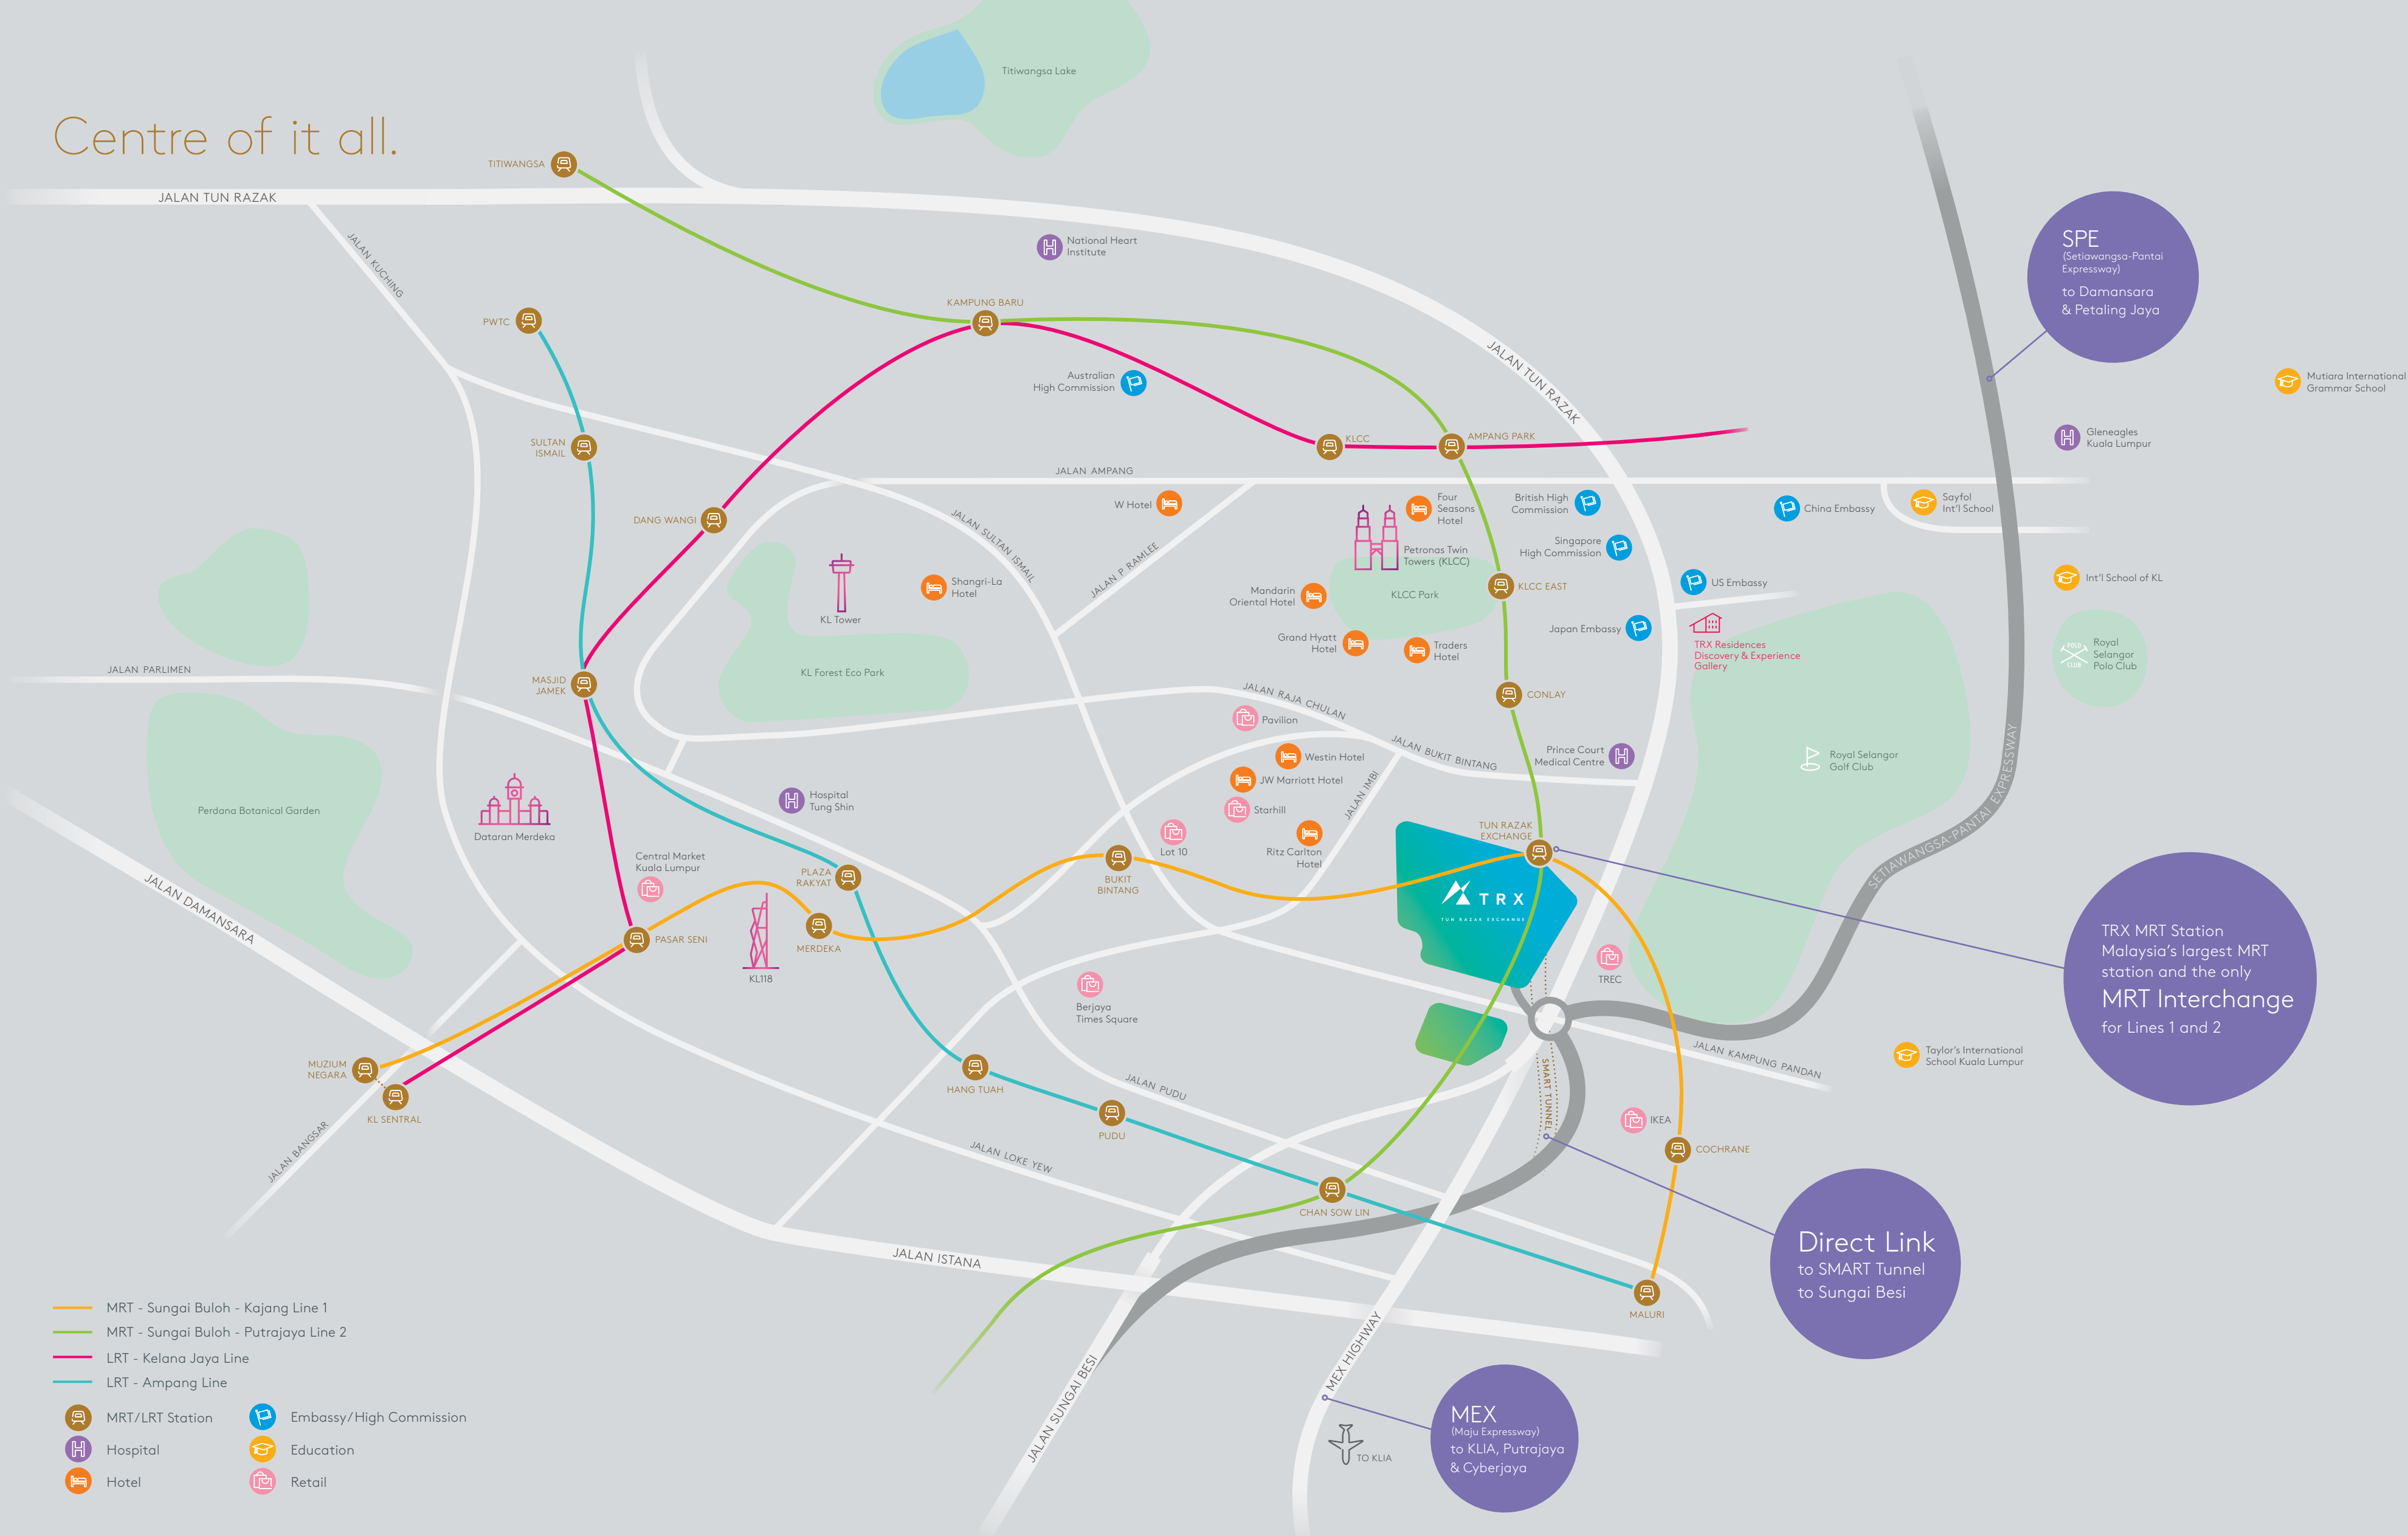 Centre of it all.
Titiwangsa Lake
TITIWANGSA
JALAN TUN RAZAK
JALAN KUCHING
National Heart
Institute
SPE
(Setiawangsa-Pantai
Expressway)
to Damansara
& Petaling Jaya
KAMPUNG BARU
PWTC
JALAN TUN RAZAK
Australian
High Commission
Mutiara International
Grammar School
SULTAN
ISMAIL
KLCC
AMPANG PARK
Gleneagles
Kuala Lumpur
JALAN AMPANG
DANG WANGI
JALAN SULTAN ISMAIL
W Hotel
Four
Seasons
Hotel
British High
Commission
China Embassy
Sayfol
Int'l School
JALAN P RAMLEE
Petronas Twin
Towers (KLCC)
Singapore
High Commission
Shangri-La
Hotel
KL Tower
Mandarin
Oriental Hotel
KLCC Park
KLCC EAST
US Embassy
Int'l School of KL
Grand Hyatt
Hotel
Traders
Hotel
Japan Embassy
TRX Residences
Discovery & Experience
Gallery
POLO
CLUB
Royal
Selangor
Polo Club
JALAN PARLIMEN
MASJID
JAMEK
KL Forest Eco Park
JALAN RAJA CHULAN
CONLAY
Pavilion
JALAN BUKIT BINTANG
Prince Court
Medical Centre
Westin Hotel
JW Marriott Hotel
JALAN IMBI
Royal Selangor
Golf Club
SETIAWANGSA-PANTAI EXPRESSWAY
Perdana Botanical Garden
Dataran Merdeka
Hospital
Tung Shin
Starhill
Lot 10
Ritz Carlton
Hotel
TUN RAZAK
EXCHANGE
Central Market
Kuala Lumpur
PLAZA
RAKYAT
BUKIT
BINTANG
TRX
TUN RAZAK EXCHANGE
JALAN DAMANSARA
PASAR SENI
MERDEKA
KL118
TREC
TRX MRT Station
Malaysia's largest MRT
station and the only
MRT Interchange
for Lines 1 and 2
Berjaya
Times Square
JALAN KAMPUNG PANDAN
Taylor's International
School Kuala Lumpur
MUZIUM
NEGARA
KL SENTRAL
HANG TUAH
JALAN PUDU
SMART TUNNEL
IKEA
PUDU
COCHRANE
JALAN BANGSAR
JALAN LOKE YEW
CHAN SOW LIN
JALAN ISTANA
Direct Link
to SMART Tunnel
to Sungai Besi
MALURI
JALAN SUNGAI BESI
MEX HIGHWAY
MEX
(Maju Expressway)
to KLIA, Putrajaya
& Cyberjaya
TO KLIA
MRT - Sungai Buloh - Kajang Line 1
MRT - Sungai Buloh - Putrajaya Line 2
LRT - Kelana Jaya Line
LRT - Ampang Line
MRT/LRT Station
Embassy/High Commission
Hospital
Education
Hotel
Retail